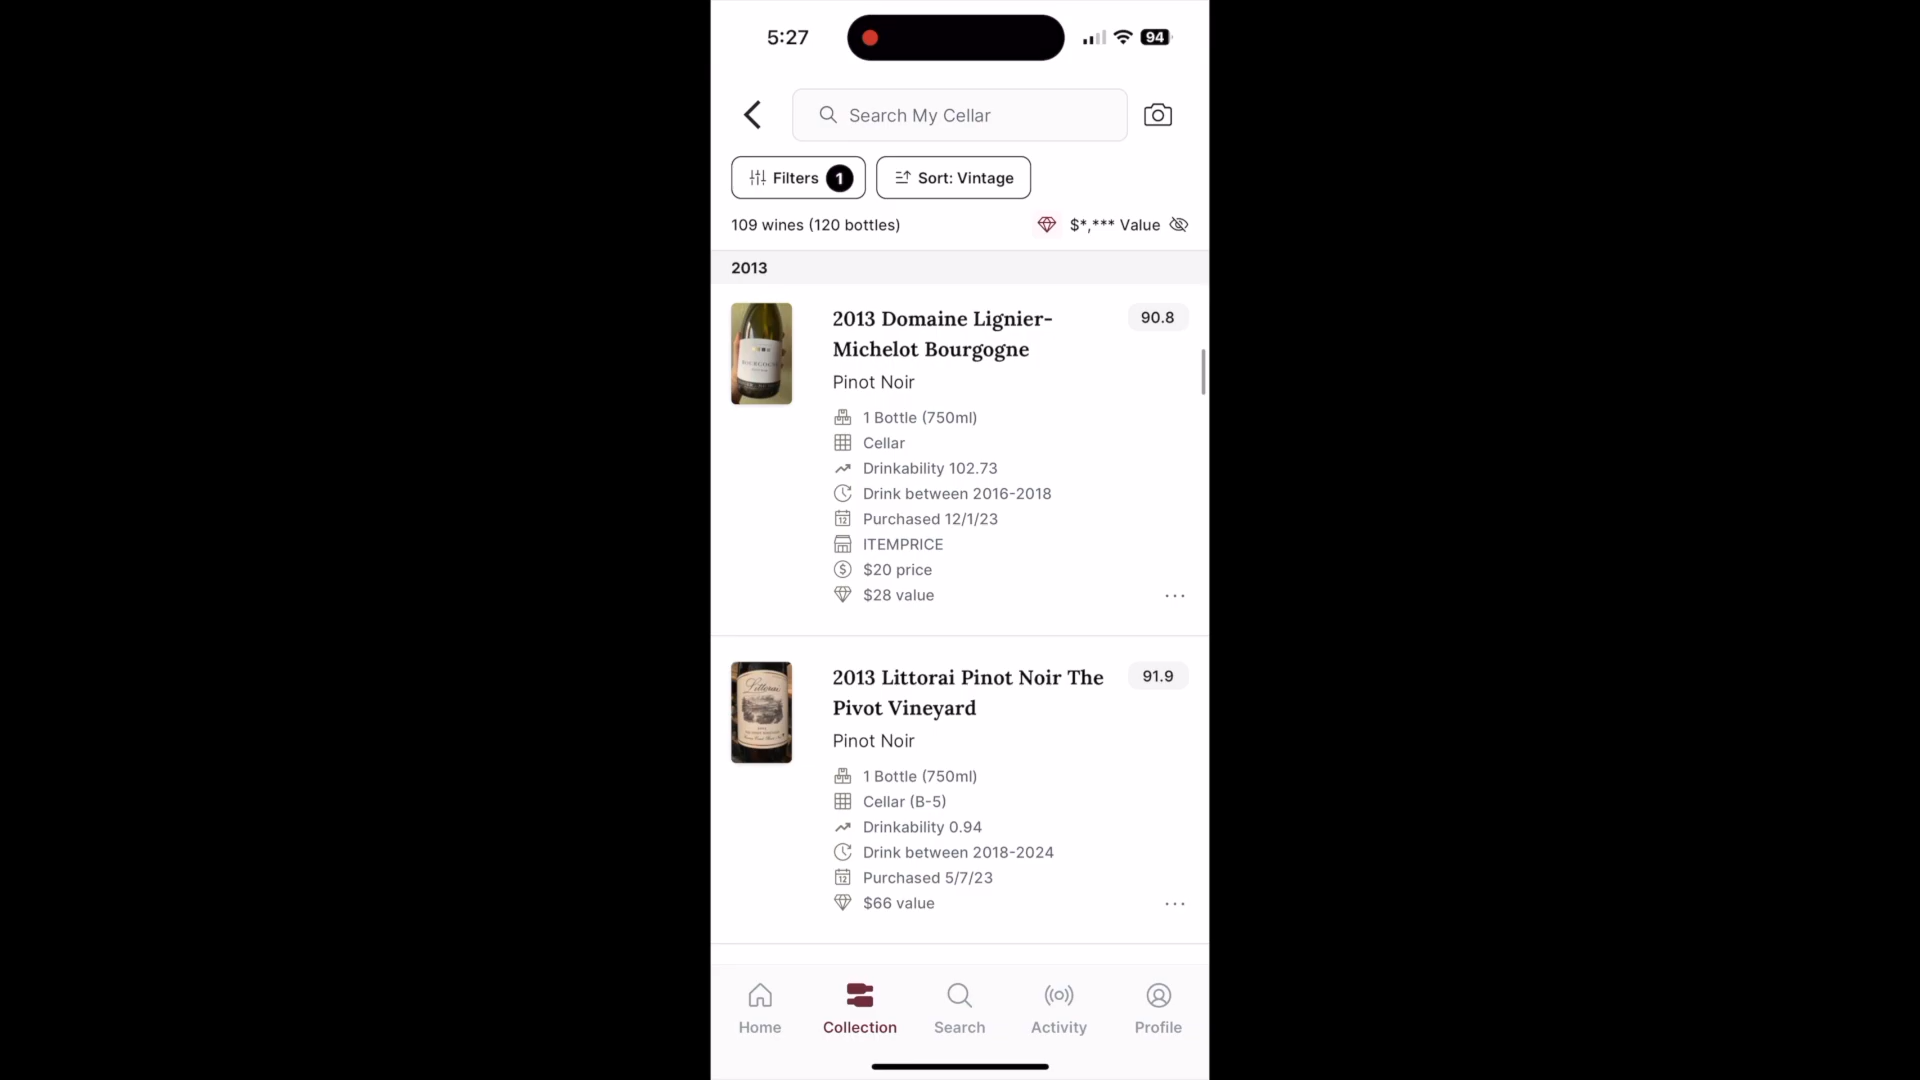 5:27
94
Search My Cellar
Filters 1
Sort: Vintage
109 wines (120 bottles)
$*,*** Value
2013
2013 Domaine Lignier-
Michelot Bourgogne
90.8
Pinot Noir
1 Bottle (750ml)
Cellar
Drinkability 102.73
Drink between 2016-2018
12
Purchased 12/1/23
ITEMPRICE
$20 price
$28 value
2013 Littorai Pinot Noir The
Pivot Vineyard
91.9
Littorai
Pinot Noir
1 Bottle (750ml)
Cellar (B-5)
Drinkability 0.94
Drink between 2018-2024
12
Purchased 5/7/23
$66 value
Home
Collection
Search
Activity
Profile